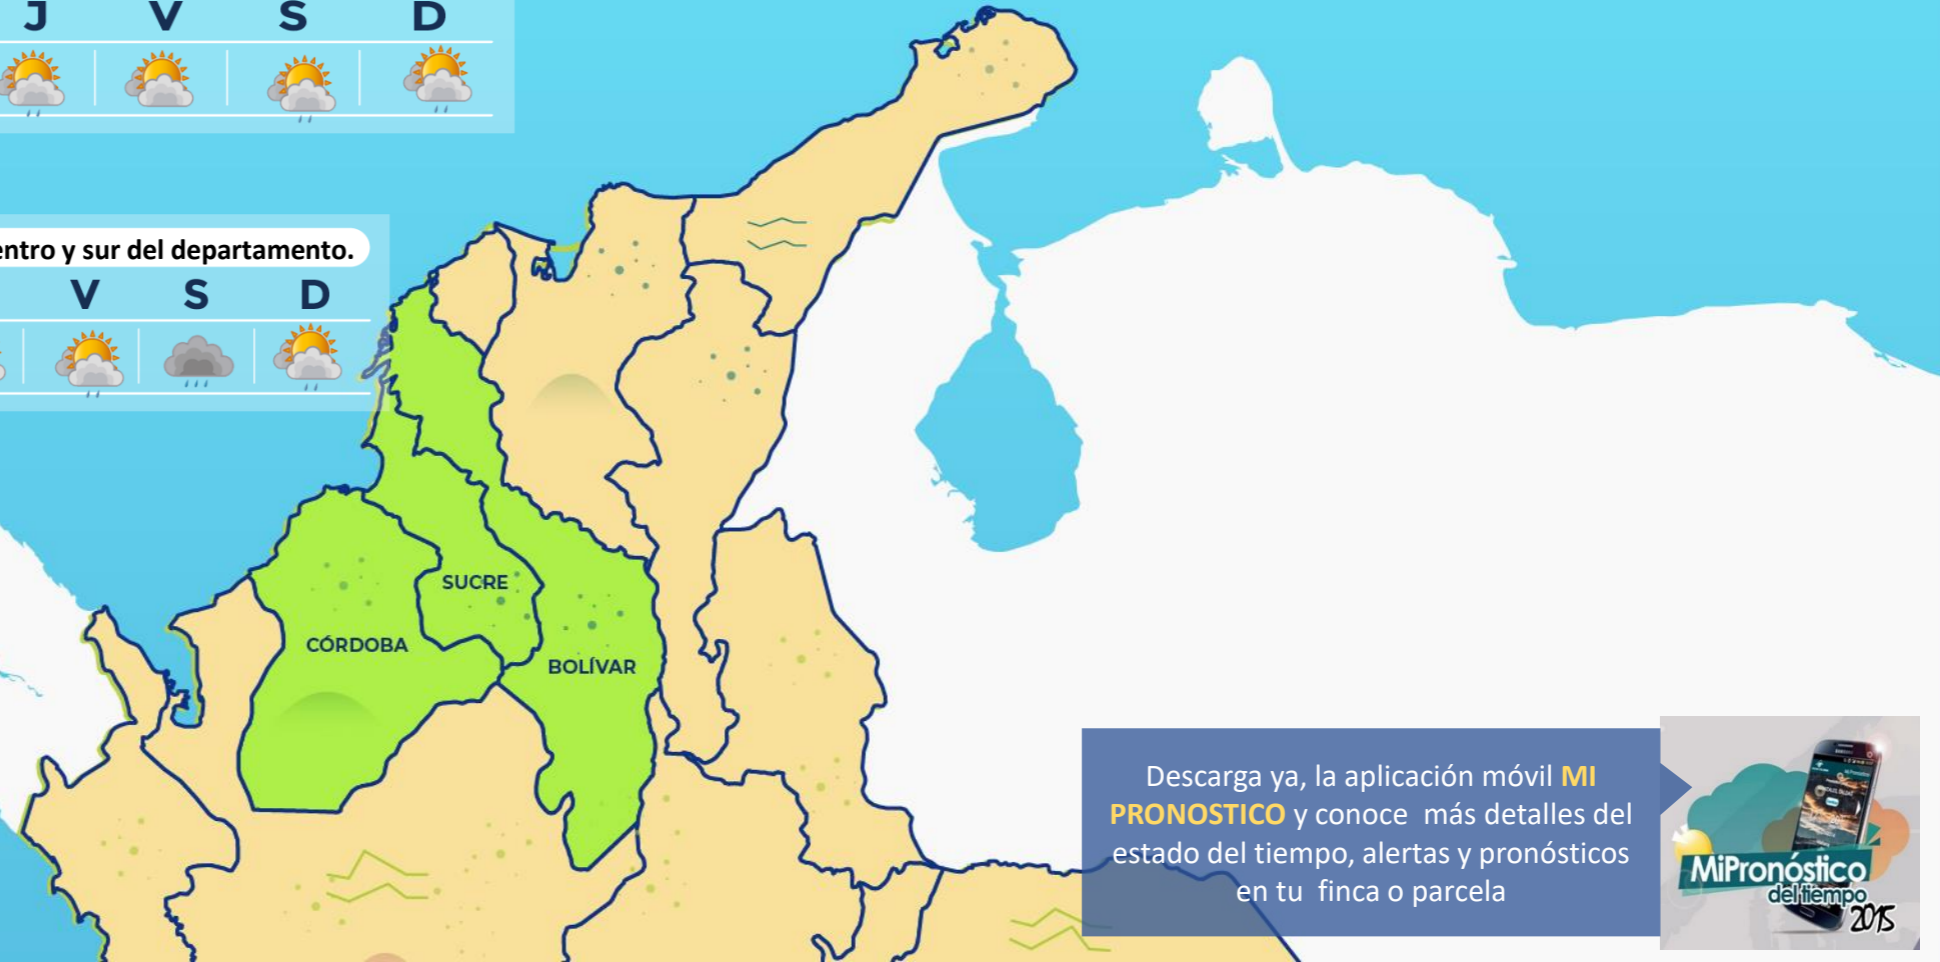 J V S D
entro y sur del departamento.
V S D
SUCRE
CÓRDOBA
BOLÍVAR
Descarga ya, la aplicación móvil MI
PRONOSTICO y conoce más detalles del
estado del tiempo, alertas y pronósticos
en tu finca o parcela
MiPronóstico
del tiempo
2015